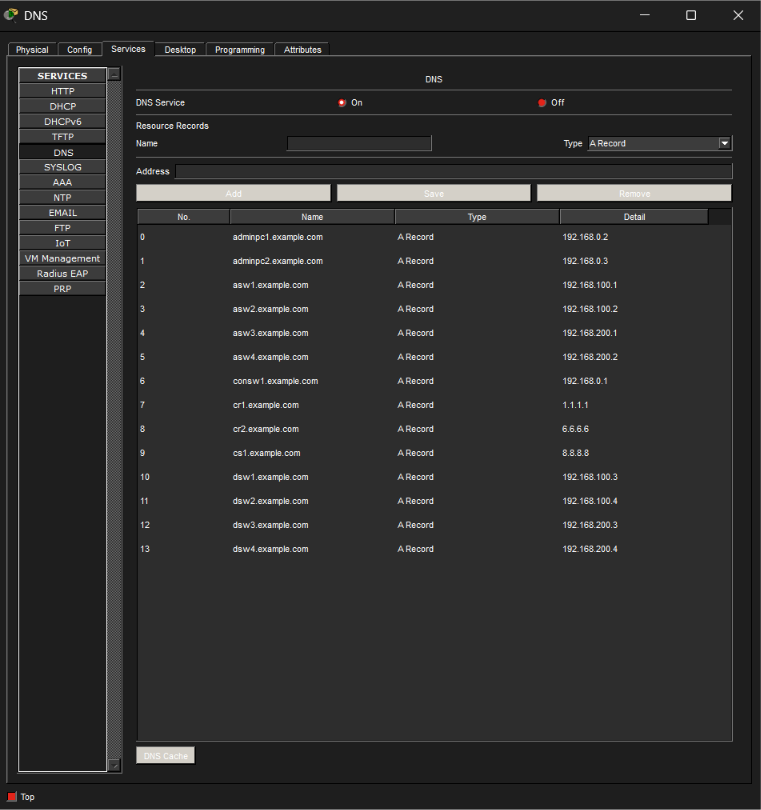 DNS
Physical Config Services Desktop Programming Attributes
SERVICES
HTTP
DHCP
DHCPv6
TFTP
DNS
SYSLOG
AAA
NTP
EMAIL
FTP
IoT
VM Management
Radius EAP
PRP
DNS
DNS Service On Off
Resource Records
Name Type A Record
Address
Add Save Remove
No. Name Type Detail
0 adminpc1.example.com A Record 192.168.0.2
1 adminpc2.example.com A Record 192.168.0.3
2 asw1.example.com A Record 192.168.100.1
3 asw2.example.com A Record 192.168.100.2
4 asw3.example.com A Record 192.168.200.1
5 asw4.example.com A Record 192.168.200.2
6 consw1.example.com A Record 192.168.0.1
7 cr1.example.com A Record 1.1.1.1
8 cr2.example.com A Record 6.6.6.6
9 cs1.example.com A Record 8.8.8.8
10 dsw1.example.com A Record 192.168.100.3
11 dsw2.example.com A Record 192.168.100.4
12 dsw3.example.com A Record 192.168.200.3
13 dsw4.example.com A Record 192.168.200.4
DNS Cache
Top